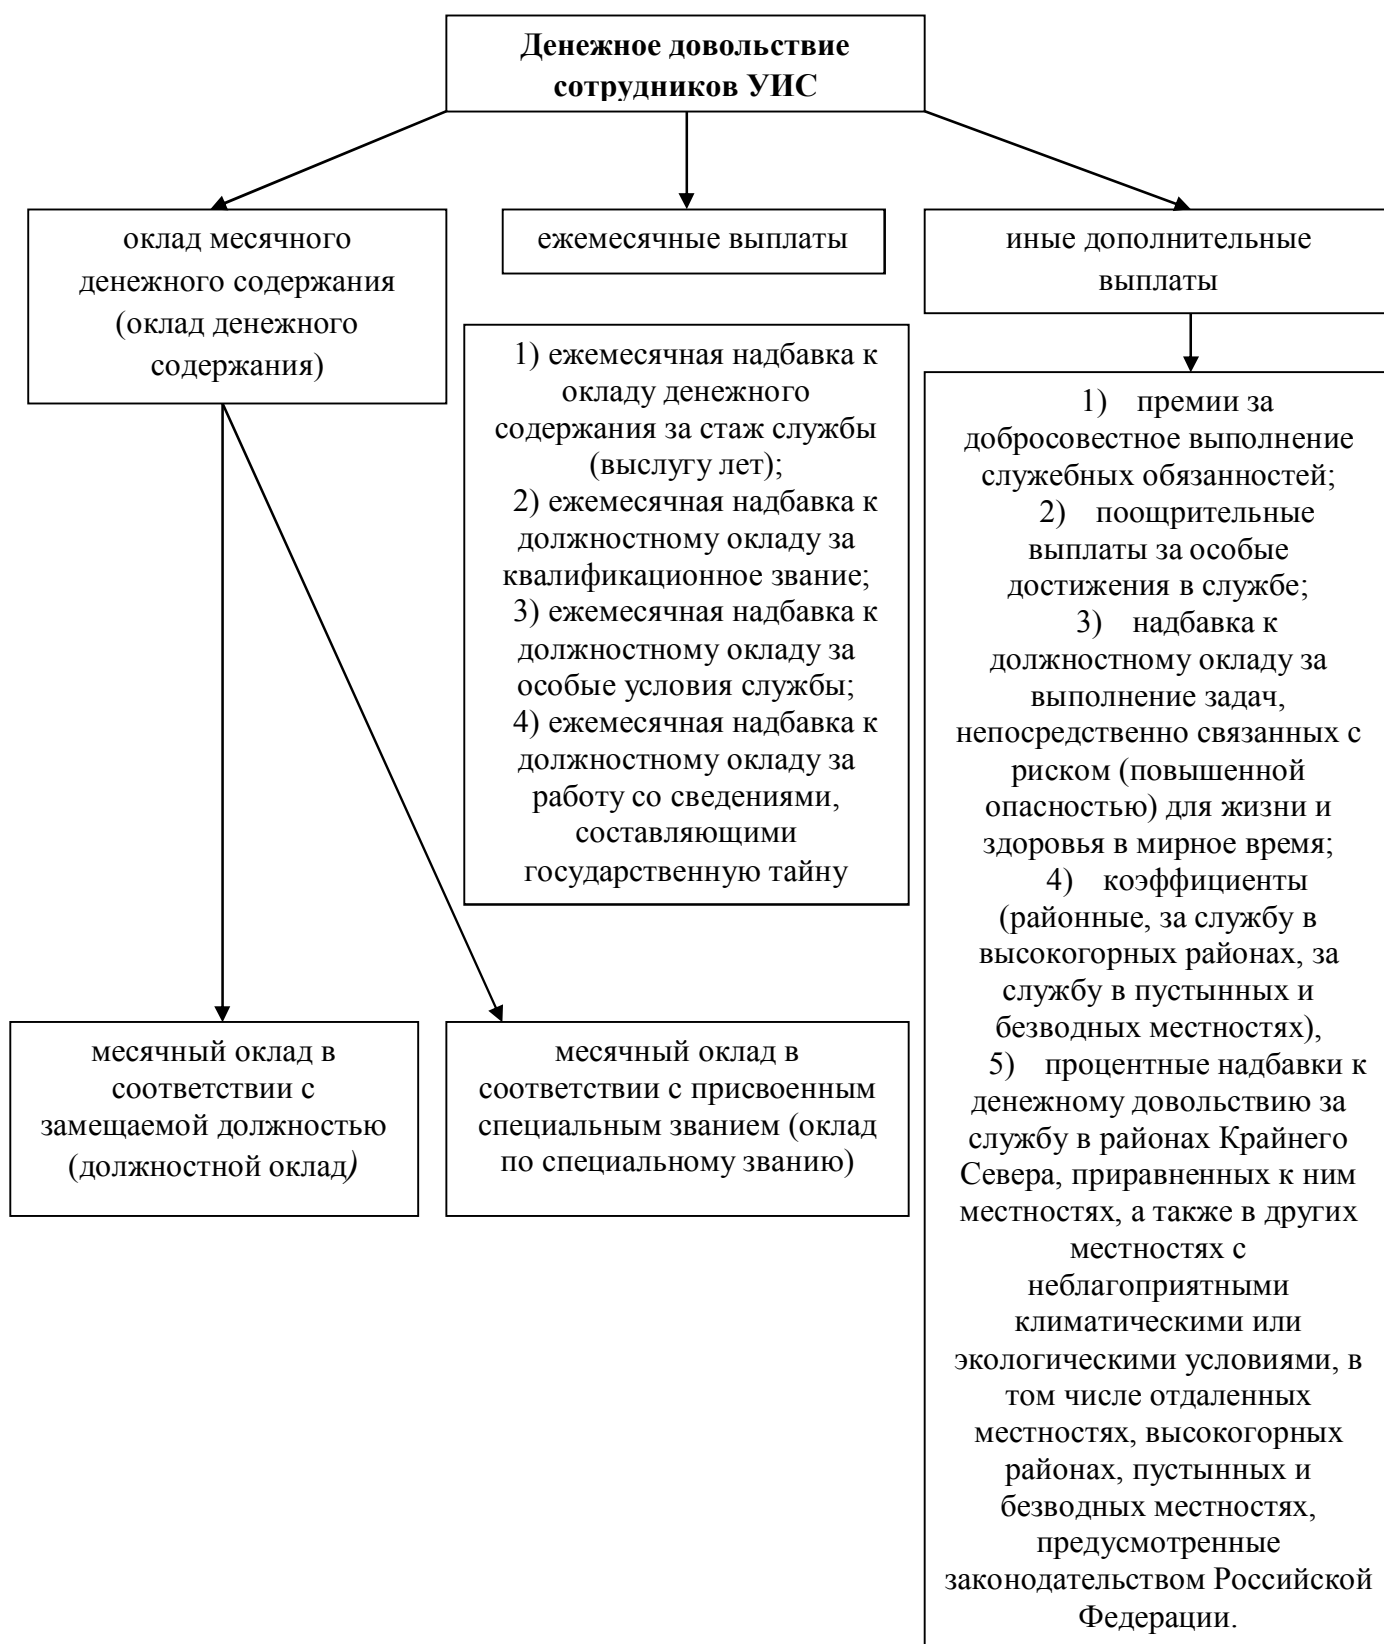 Денежное довольствие
сотрудников УИС
оклад месячного
денежного содержания
(оклад денежного
содержания)
ежемесячные выплаты
иные дополнительные
выплаты
1) ежемесячная надбавка к
окладу денежного
содержания за стаж службы
(выслугу лет);
2) ежемесячная надбавка к
должностному окладу за
квалификационное звание;
3) ежемесячная надбавка к
должностному окладу за
особые условия службы;
4) ежемесячная надбавка к
должностному окладу за
работу со сведениями,
составляющими
государственную тайну
1) премии за
добросовестное выполнение
служебных обязанностей;
2) поощрительные
выплаты за особые
достижения в службе;
3) надбавка к
должностному окладу за
выполнение задач,
непосредственно связанных с
риском (повышенной
опасностью) для жизни и
здоровья в мирное время;
4) коэффициенты
(районные, за службу в
высокогорных районах, за
службу в пустынных и
безводных местностях),
5) процентные надбавки к
денежному довольствию за
службу в районах Крайнего
Севера, приравненных к ним
местностях, а также в других
местностях с
неблагоприятными
климатическими или
экологическими условиями, в
том числе отдаленных
местностях, высокогорных
районах, пустынных и
безводных местностях,
предусмотренные
законодательством Российской
Федерации.
месячный оклад в
соответствии с
замещаемой должностью
(должностной оклад)
месячный оклад в
соответствии с присвоенным
специальным званием (оклад
по специальному званию)